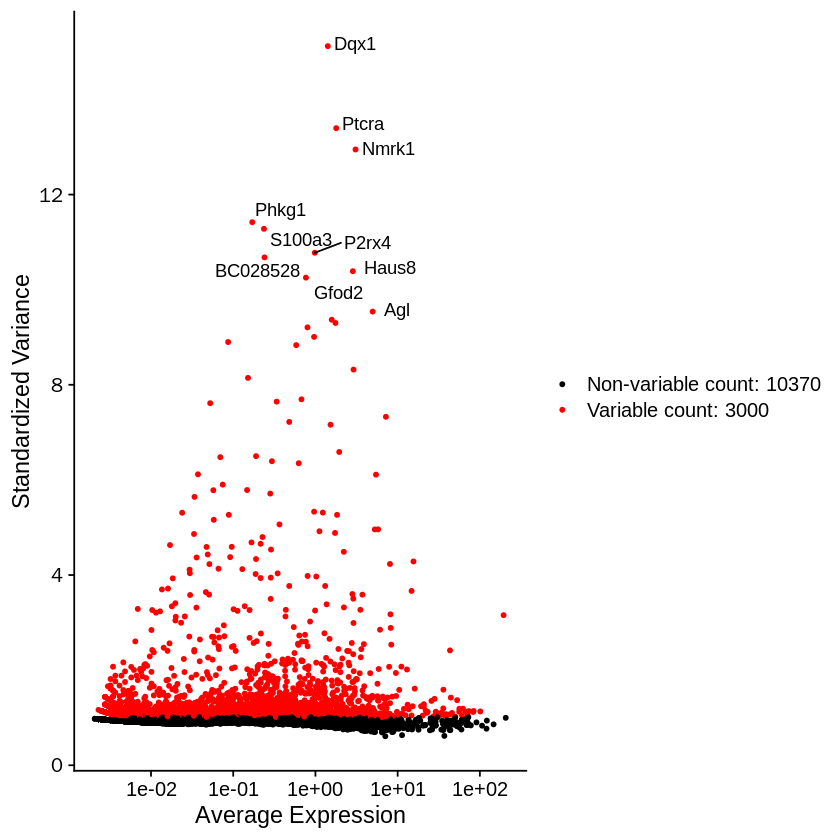 Dqx1
Ptcra
Nmrk1
12
Phkg1
S100a3
P2rx4
BC028528
Haus8
Gfod2
Agl
Standardized Variance
8
Non-variable count: 10370
Variable count: 3000
4
0
1e-02
1e-01
1e+00
1e+01
1e+02
Average Expression